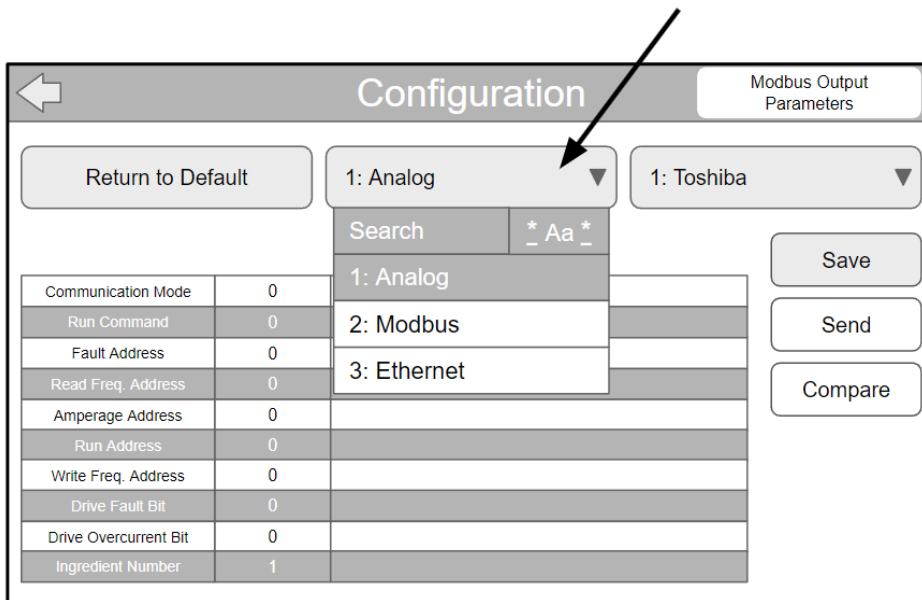 Configuration
Modbus Output
Parameters
Return to Default
1: Analog
1: Toshiba
Search
* Aa *
1: Analog
2: Modbus
3: Ethernet
Save
Send
Compare
Communication Mode 0
Run Command 0
Fault Address 0
Read Freq. Address 0
Amperage Address 0
Run Address 0
Write Freq. Address 0
Drive Fault Bit 0
Drive Overcurrent Bit 0
Ingredient Number 1